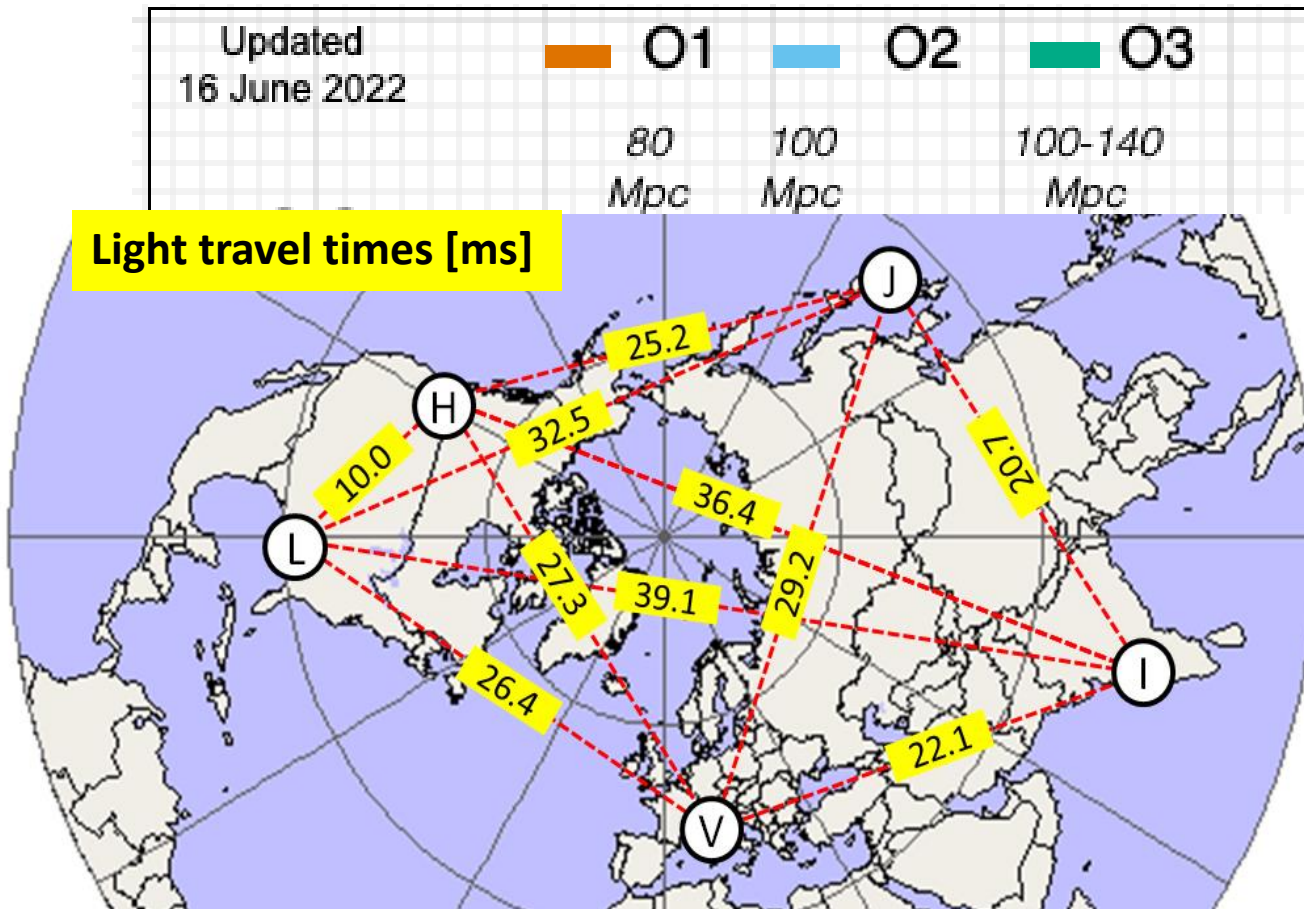 Updated
16 June 2022
O1 O2 O3
80 100 100-140
Mpc Mpc Mpc
Light travel times [ms]
J
25.2
H
32.5
10.0
20.7
36.4
L
27.3
29.2
39.1
I
26.4
22.1
V